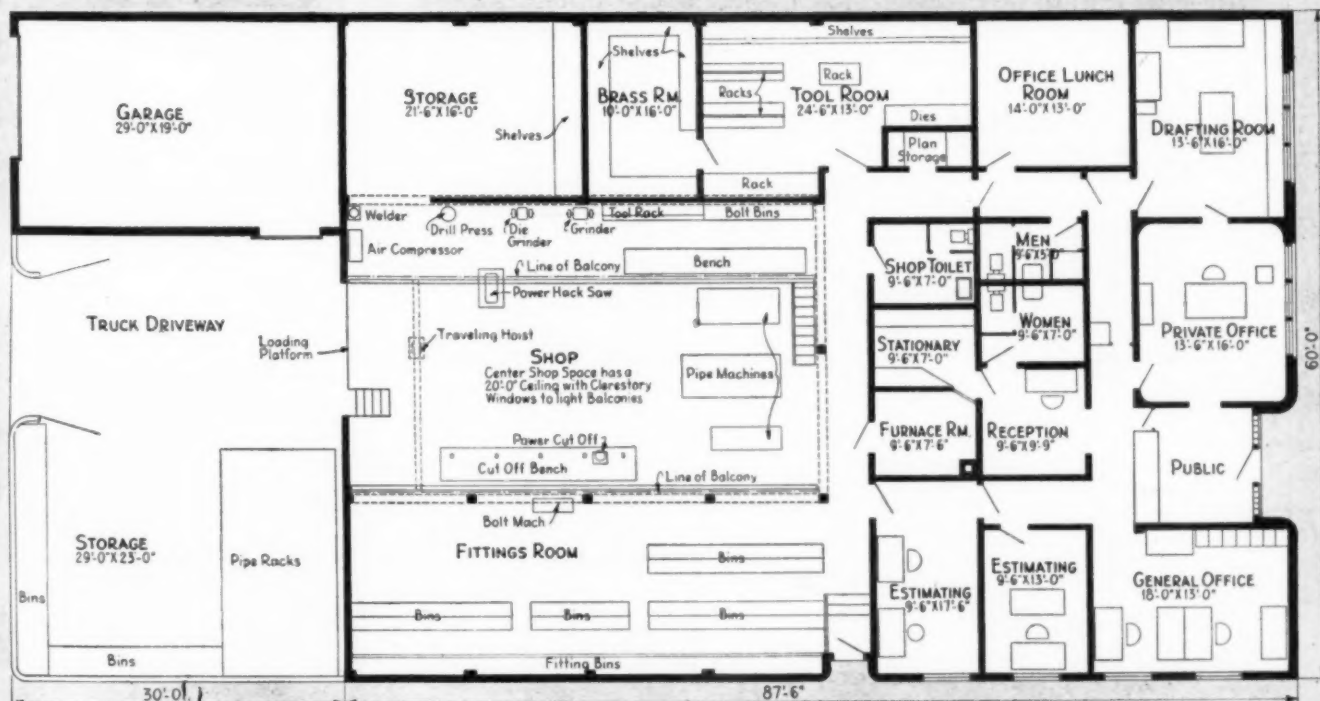 GARAGE
29'-0"X19'-0"
STORAGE
21'-6"X16'-0"
Shelves
Shelves
BRASS RM.
10'-0"X16'-0"
Shelves
Racks
Rack
TOOL ROOM
24'-6"X13'-0"
Dies
Plan
Storage
Rack
OFFICE LUNCH
ROOM
14'-0"X13'-0"
DRAFTING ROOM
13'-6"X16'-0"
Welder
Drill Press
Die
Grinder
Grinder
Tool Rack
Bolt Bins
Air Compressor
Line of Balcony
Bench
Power Hack Saw
SHOP TOILET
9'-6"X7'-0"
MEN
9'-6"X5'-0"
WOMEN
9'-6"X7'-0"
PRIVATE OFFICE
13'-6"X16'-0"
60'-0"
TRUCK DRIVEWAY
Loading
Platform
Traveling Hoist
SHOP
Center Shop Space has a
20'-0" Ceiling with Clerestory
Windows to light Balconies
Pipe Machines
STATIONARY
9'-6"X7'-0"
FURNACE RM.
9'-6"X7'-6"
RECEPTION
9'-6"X9'-9"
PUBLIC
Power Cut Off
Cut Off Bench
Line of Balcony
Bolt Mach
STORAGE
29'-0"X23'-0"
Pipe Racks
Bins
Bins
FITTINGS ROOM
Bins
Bins
Bins
Bins
Fitting Bins
ESTIMATING
9'-6"X17'-6"
ESTIMATING
9'-6"X13'-0"
GENERAL OFFICE
18'-0"X13'-0"
30'-0"
87'-6"